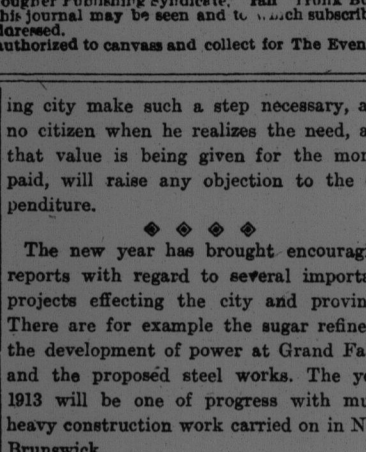 Publishing Syndicate.
this journal may be seen and to which subscrib
dressed.
authorized to canvass and collect for The Even
ing city make such a step necessary, a
no citizen when he realizes the need, a
that value is being given for the mon
paid, will raise any objection to the
penditure.
The new year has brought encourag
reports with regard to several importa
projects effecting the city and provin
There are for example the sugar refine
the development of power at Grand Fa
and the proposed steel works. The ye
1913 will be one of progress with mu
heavy construction work carried on in N
Brunswick